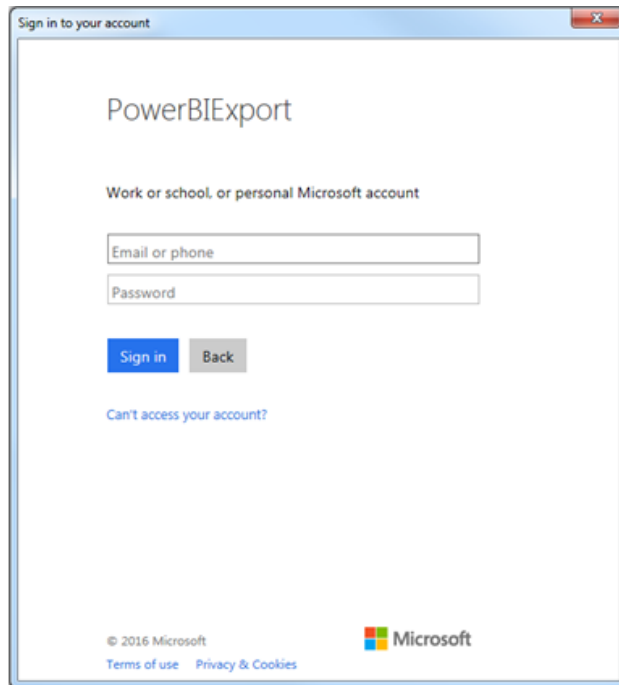 Sign in to your account
PowerBIExport
Work or school, or personal Microsoft account
Email or phone
Password
Sign in Back
Can't access your account?
© 2016 Microsoft Microsoft
Terms of use Privacy & Cookies